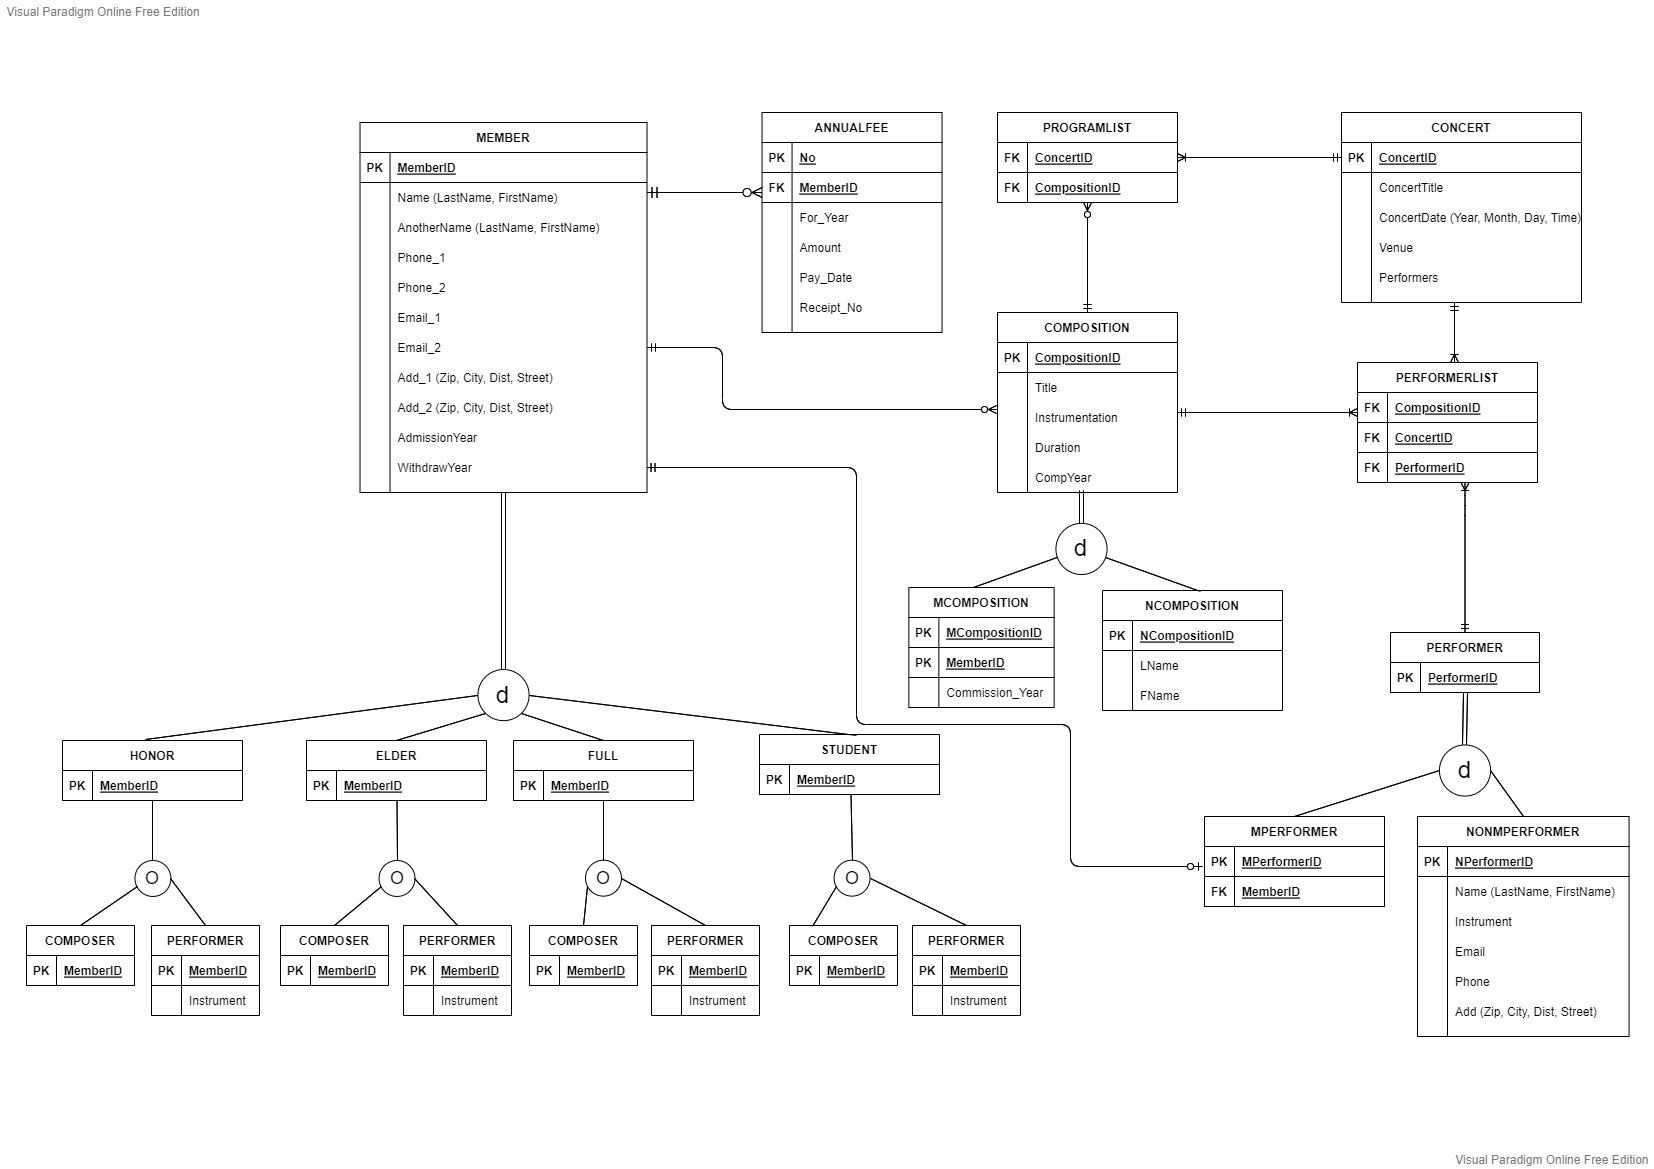 Visual Paradigm Online Free Edition
MEMBER
PK MemberID
Name (LastName, FirstName)
AnotherName (LastName, FirstName)
Phone_1
Phone_2
Email_1
Email_2
Add_1 (Zip, City, Dist, Street)
Add_2 (Zip, City, Dist, Street)
AdmissionYear
WithdrawYear
ANNUALFEE
PK No
FK MemberID
For_Year
Amount
Pay_Date
Receipt_No
PROGRAMLIST
FK ConcertID
FK CompositionID
CONCERT
PK ConcertID
ConcertTitle
ConcertDate (Year, Month, Day, Time)
Venue
Performers
COMPOSITION
PK CompositionID
Title
Instrumentation
Duration
CompYear
PERFORMERLIST
FK CompositionID
FK ConcertID
FK PerformerID
d
MCOMPOSITION
PK MCompositionID
PK MemberID
Commission_Year
NCOMPOSITION
PK NCompositionID
LName
FName
PERFORMER
PK PerformerID
d
HONOR
PK MemberID
ELDER
PK MemberID
FULL
PK MemberID
STUDENT
PK MemberID
d
MPERFORMER
PK MPerformerID
FK MemberID
NONMPERFORMER
PK NPerformerID
Name (LastName, FirstName)
Instrument
Email
Phone
Add (Zip, City, Dist, Street)
O
O
O
O
COMPOSER
PK MemberID
PERFORMER
PK MemberID
Instrument
COMPOSER
PK MemberID
PERFORMER
PK MemberID
Instrument
COMPOSER
PK MemberID
PERFORMER
PK MemberID
Instrument
COMPOSER
PK MemberID
PERFORMER
PK MemberID
Instrument
Visual Paradigm Online Free Edition